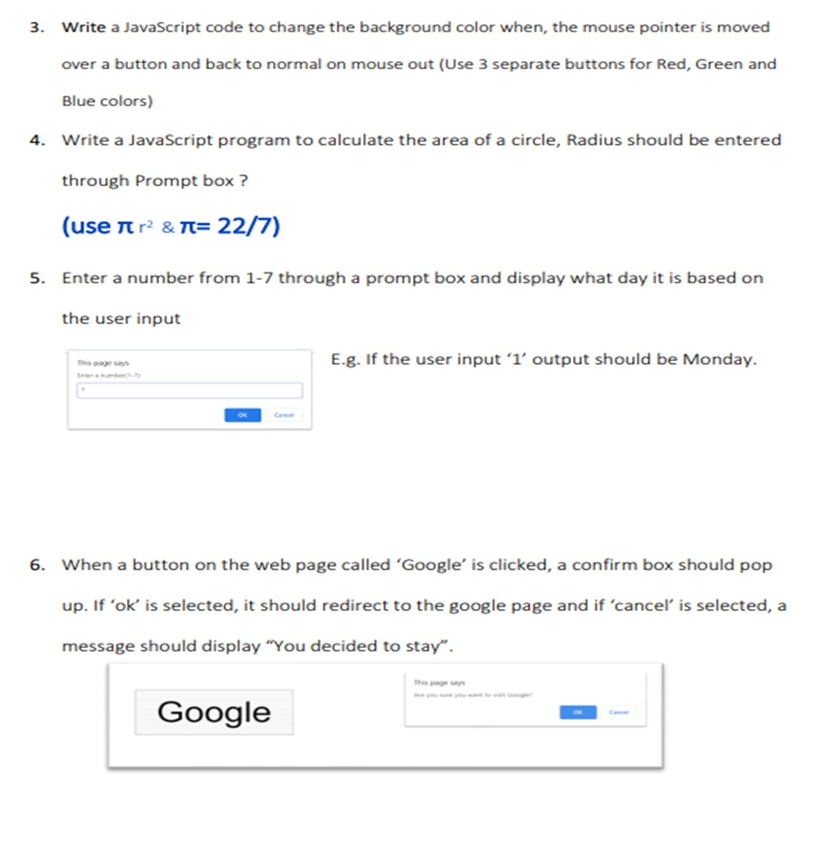 3. Write a JavaScript code to change the background color when, the mouse pointer is moved
over a button and back to normal on mouse out (Use 3 separate buttons for Red, Green and
Blue colors)
4. Write a JavaScript program to calculate the area of a circle, Radius should be entered
through Prompt box ?
(use π r² & π= 22/7)
5. Enter a number from 1-7 through a prompt box and display what day it is based on
the user input
E.g. If the user input ‘1’ output should be Monday.
This page says
Enter a number(1-7)
1
OK Cancel
6. When a button on the web page called ‘Google’ is clicked, a confirm box should pop
up. If ‘ok’ is selected, it should redirect to the google page and if ‘cancel’ is selected, a
message should display “You decided to stay”.
Google
This page says
Are you sure you want to visit Google?
OK Cancel